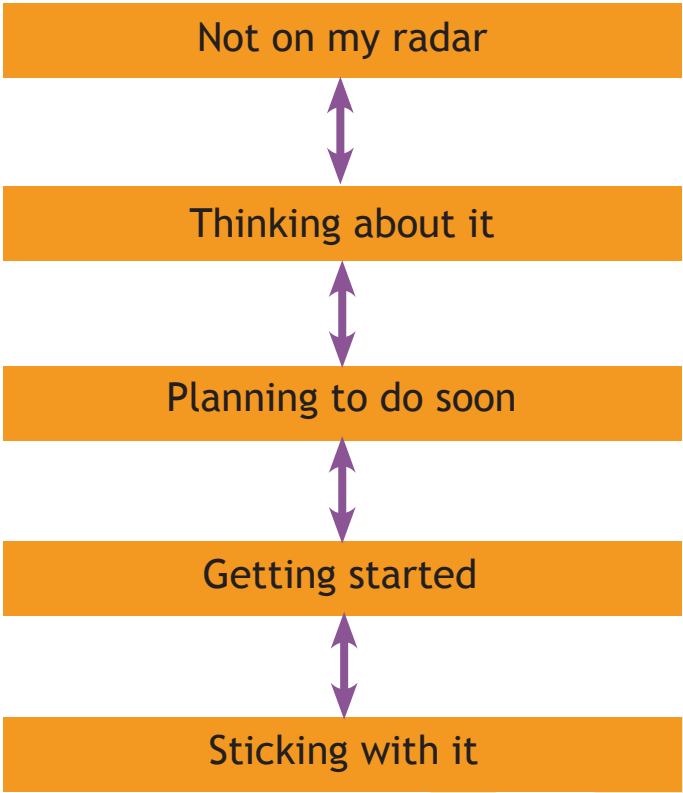 Not on my radar
Thinking about it
Planning to do soon
Getting started
Sticking with it